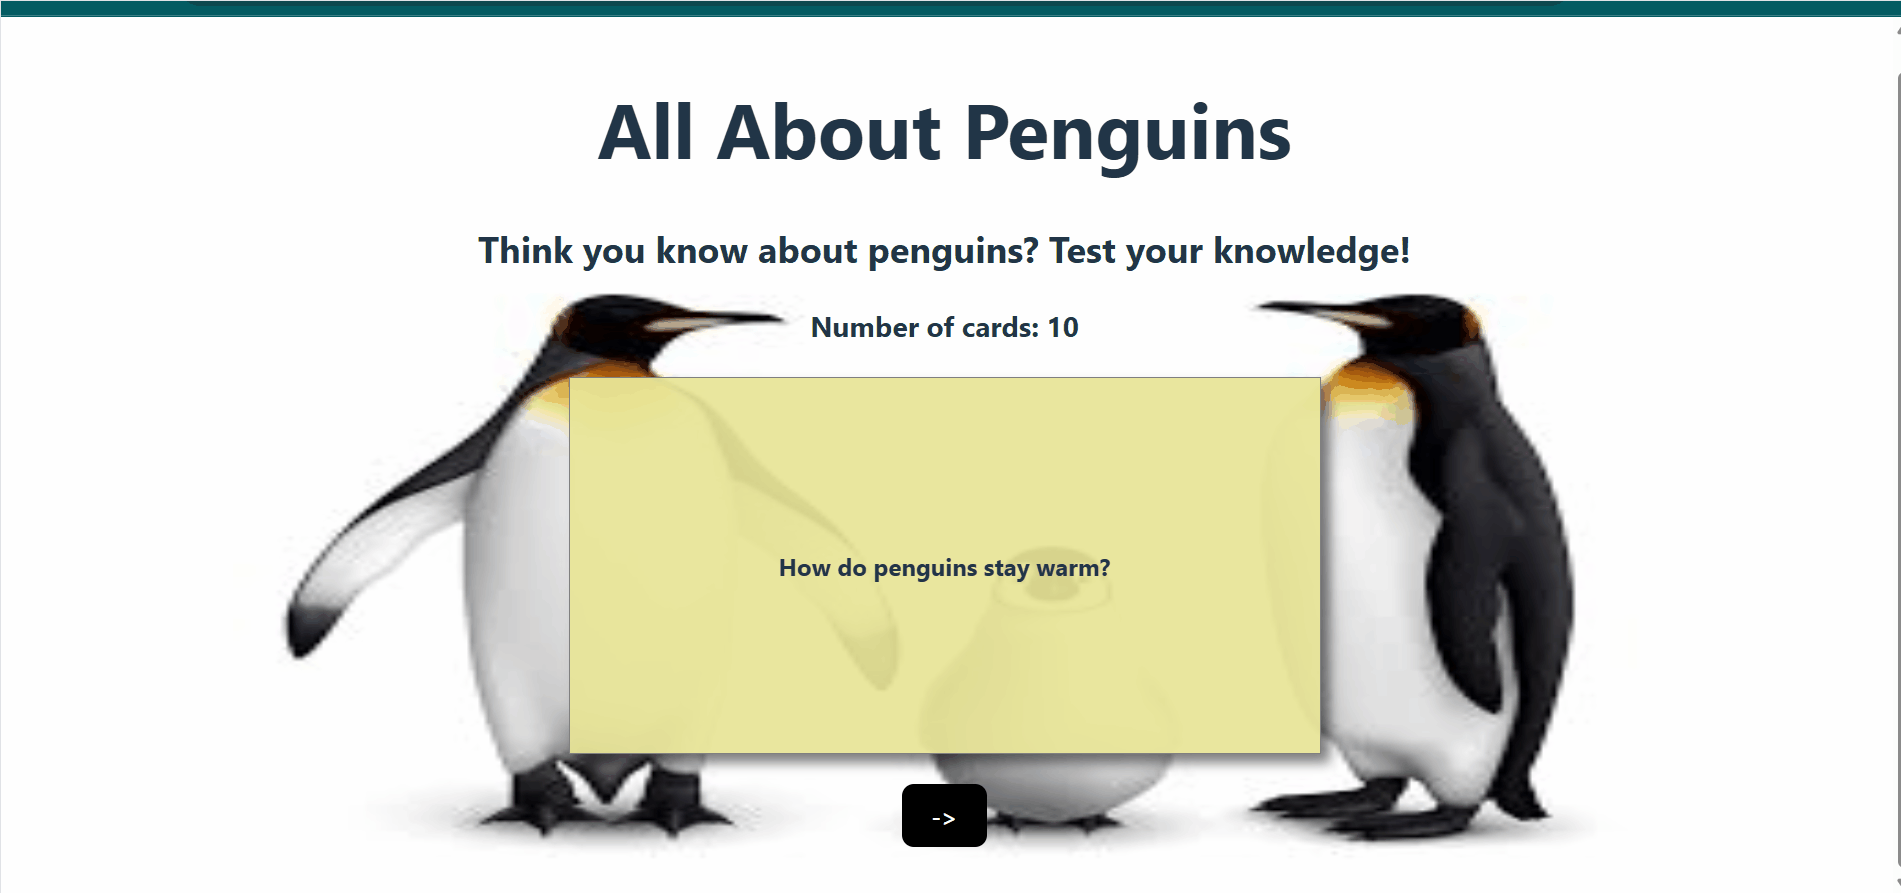 All About Penguins
Think you know about penguins? Test your knowledge!
Number of cards: 10
How do penguins stay warm?
->